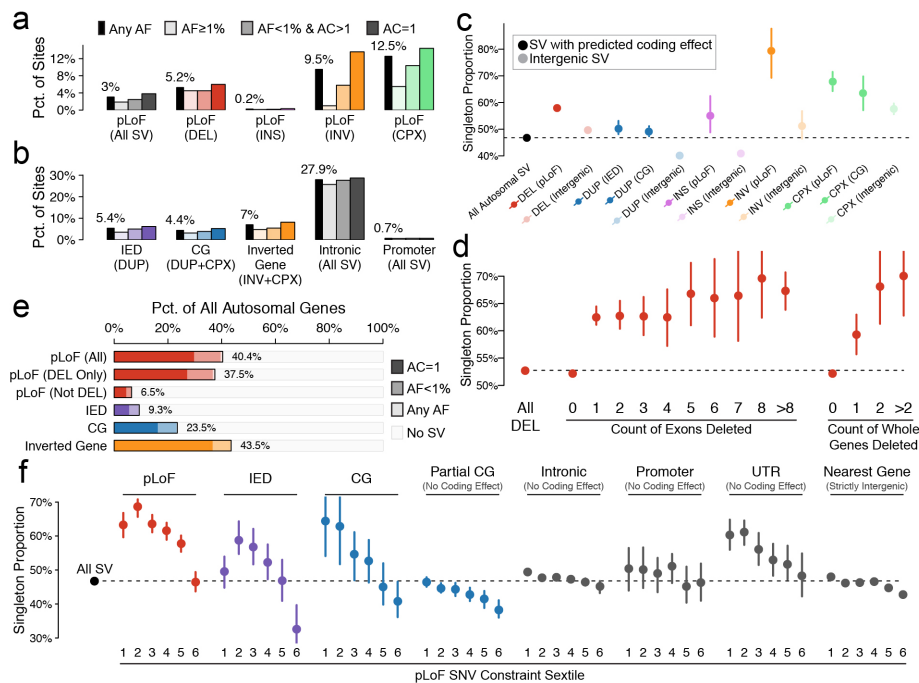 a
Any AF
AF≥1%
AF<1% & AC>1
AC=1
Pct. of Sites
12%
8%
4%
0%
3%
5.2%
0.2%
9.5%
12.5%
pLoF
(All SV)
pLoF
(DEL)
pLoF
(INS)
pLoF
(INV)
pLoF
(CPX)
b
Pct. of Sites
30%
20%
10%
0%
5.4%
4.4%
7%
27.9%
0.7%
IED
(DUP)
CG
(DUP+CPX)
Inverted
Gene
(INV+CPX)
Intronic
(All SV)
Promoter
(All SV)
c
SV with predicted coding effect
Intergenic SV
Singleton Proportion
80%
70%
60%
50%
40%
All Autosomal SV
DEL (pLoF)
DEL (Intergenic)
DUP (IED)
DUP (CG)
DUP (Intergenic)
INS (pLoF)
INS (Intergenic)
INV (pLoF)
INV (Intergenic)
CPX (pLoF)
CPX (CG)
CPX (Intergenic)
d
Singleton Proportion
70%
65%
60%
55%
50%
All
DEL
0 1 2 3 4 5 6 7 8 >8
Count of Exons Deleted
0 1 2 >2
Count of Whole
Genes Deleted
e
Pct. of All Autosomal Genes
0% 20% 40% 60% 80% 100%
pLoF (All)
40.4%
pLoF (DEL Only)
37.5%
pLoF (Not DEL)
6.5%
IED
9.3%
CG
23.5%
Inverted Gene
43.5%
AC=1
AF<1%
Any AF
No SV
f
Singleton Proportion
70%
60%
50%
40%
30%
All SV
pLoF
IED
CG
Partial CG
(No Coding Effect)
Intronic
(No Coding Effect)
Promoter
(No Coding Effect)
UTR
(No Coding Effect)
Nearest Gene
(Strictly Intergenic)
1 2 3 4 5 6 1 2 3 4 5 6 1 2 3 4 5 6 1 2 3 4 5 6 1 2 3 4 5 6 1 2 3 4 5 6 1 2 3 4 5 6 1 2 3 4 5 6
pLoF SNV Constraint Sextile